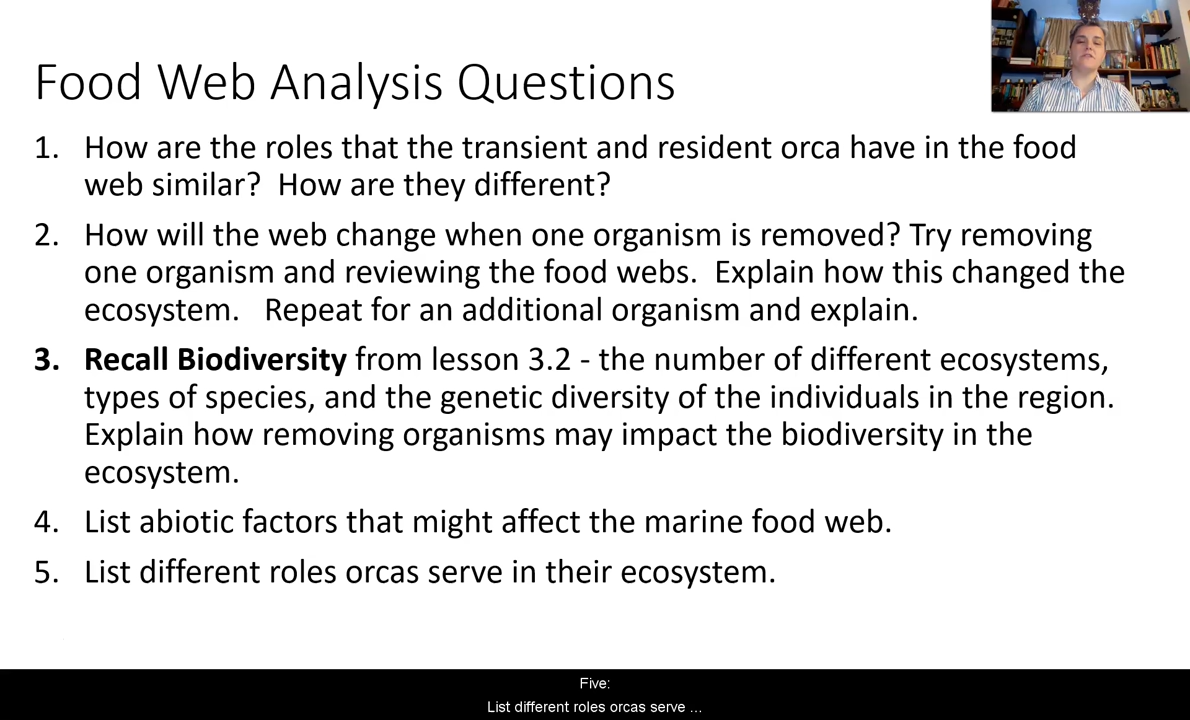 Food Web Analysis Questions
1. How are the roles that the transient and resident orca have in the food
web similar?  How are they different?
2. How will the web change when one organism is removed? Try removing
one organism and reviewing the food webs.  Explain how this changed the
ecosystem.   Repeat for an additional organism and explain.
3. Recall Biodiversity from lesson 3.2 - the number of different ecosystems,
types of species, and the genetic diversity of the individuals in the region.
Explain how removing organisms may impact the biodiversity in the
ecosystem.
4. List abiotic factors that might affect the marine food web.
5. List different roles orcas serve in their ecosystem.
Five:
List different roles orcas serve ...